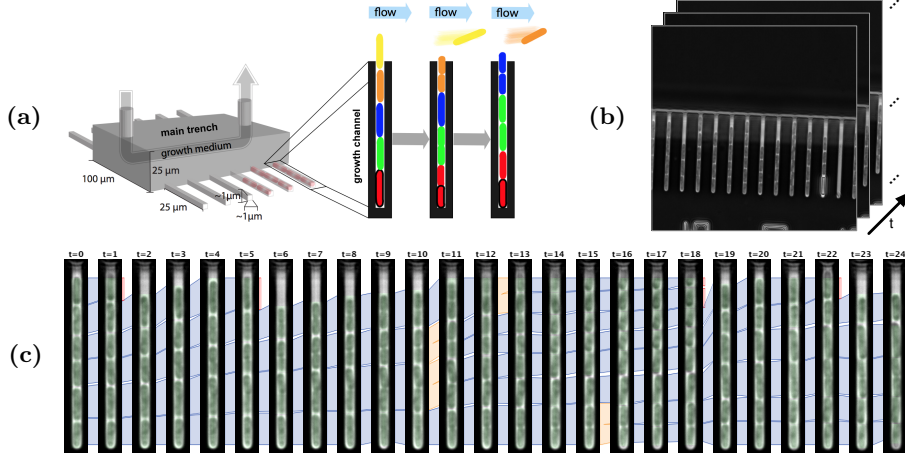 (a)
main trench
growth medium
100 μm
25 μm
25 μm
~1μm
~1μm
flow
flow
flow
growth channel
(b)
t
(c)
t=0 t=1 t=2 t=3 t=4 t=5 t=6 t=7 t=8 t=9 t=10 t=11 t=12 t=13 t=14 t=15 t=16 t=17 t=18 t=19 t=20 t=21 t=22 t=23 t=24